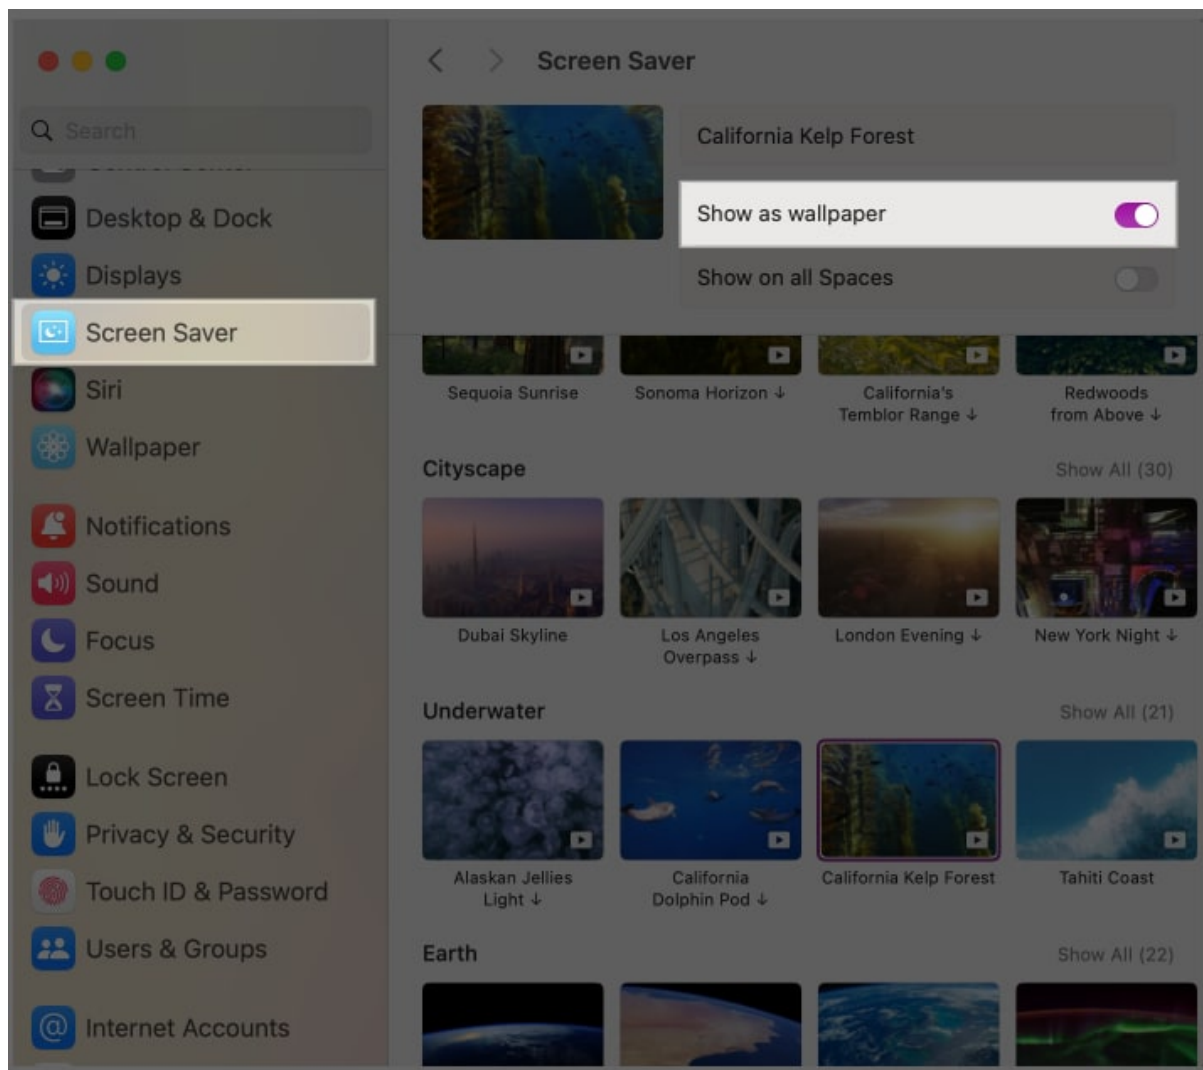 Screen Saver
Search
Desktop & Dock
Displays
Screen Saver
Siri
Wallpaper
Notifications
Sound
Focus
Screen Time
Lock Screen
Privacy & Security
Touch ID & Password
Users & Groups
Internet Accounts
California Kelp Forest
Show as wallpaper
Show on all Spaces
Sequoia Sunrise
Sonoma Horizon ↓
California's
Temblor Range ↓
Redwoods
from Above ↓
Cityscape
Show All (30)
Dubai Skyline
Los Angeles
Overpass ↓
London Evening ↓
New York Night ↓
Underwater
Show All (21)
Alaskan Jellies
Light ↓
California
Dolphin Pod ↓
California Kelp Forest
Tahiti Coast
Earth
Show All (22)